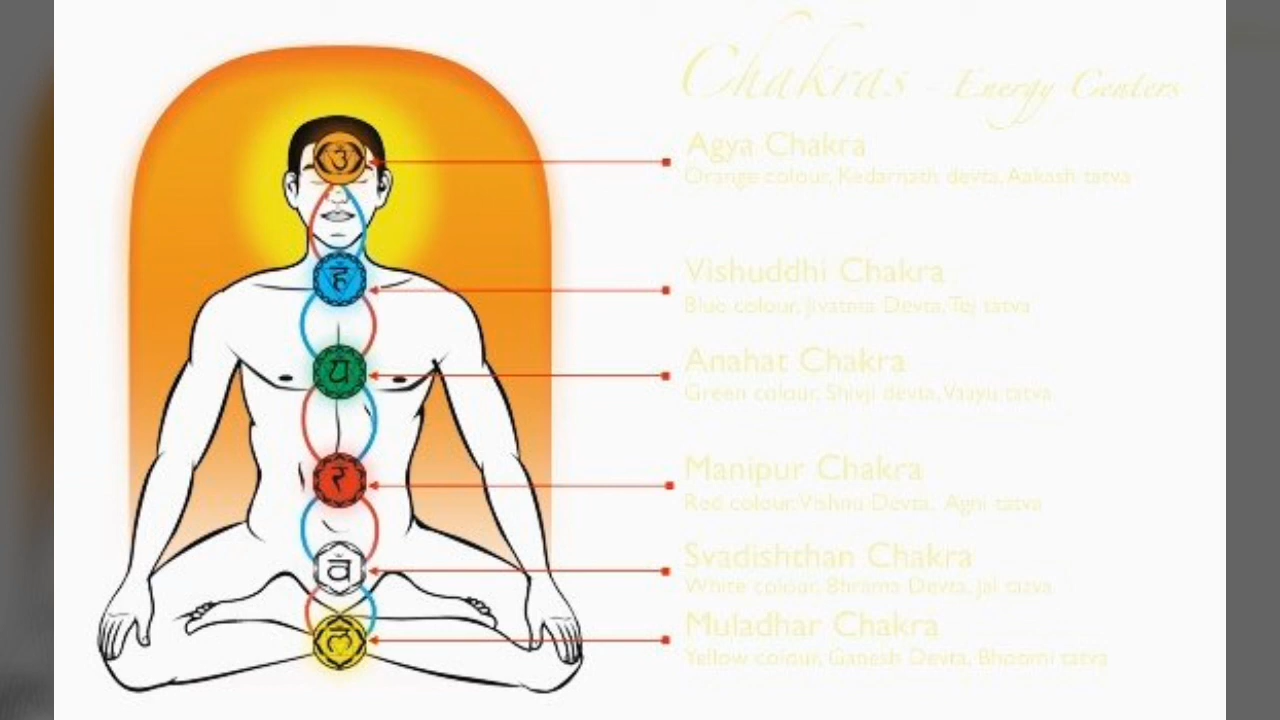 Chakras - Energy Centers
Agya Chakra
Orange colour, Kedarnath devta, Aakash tatva
Vishuddhi Chakra
Blue colour, Jivatma Devta, Tej tatva
Anahat Chakra
Green colour, Shivji devta, Vaayu tatva
Manipur Chakra
Red colour, Vishnu Devta, Agni tatva
Svadishthan Chakra
White colour, Bhrama Devta, Jal tatva
Muladhar Chakra
Yellow colour, Ganesh Devta, Bhoomi tatva
ॐ
हं
यं
रं
वं
लं